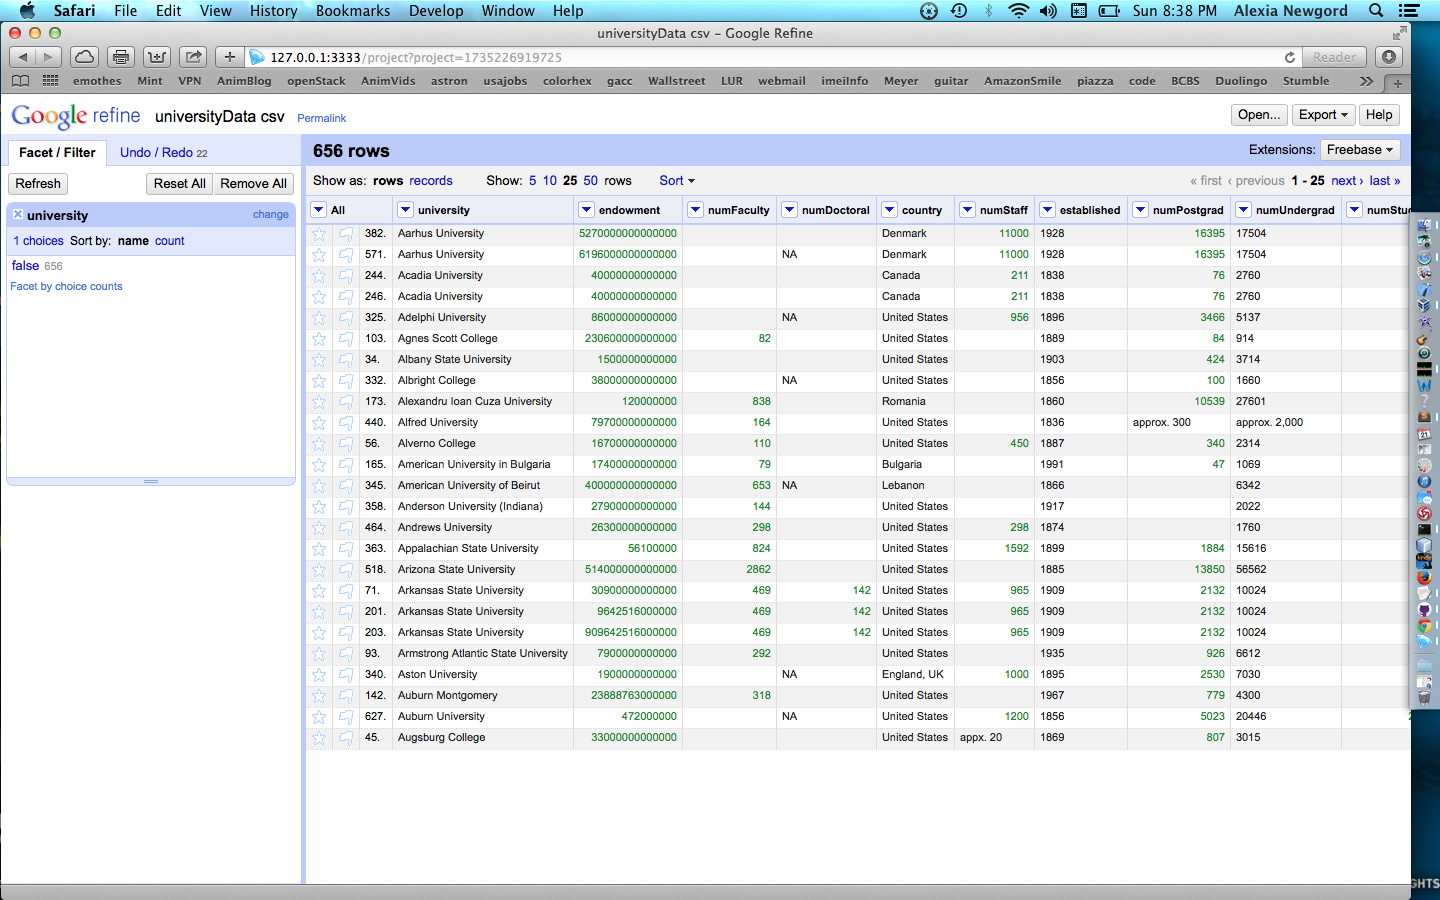 Safari File Edit View History Bookmarks Develop Window Help Sun 8:38 PM Alexia Newgord
universityData csv – Google Refine
127.0.0.1:3333/project?project=1735226919725 Reader
emothes Mint VPN AnimBlog openStack AnimVids astron usajobs colorhex gacc Wallstreet LUR webmail imeiInfo Meyer guitar AmazonSmile piazza code BCBS Duolingo Stumble
Google refine universityData csv Permalink Open... Export Help
Facet / Filter Undo / Redo 22 656 rows Extensions: Freebase
Refresh Reset All Remove All Show as: rows records Show: 5 10 25 50 rows Sort « first ‹ previous 1 - 25 next › last »
university change
1 choices Sort by: name count
false 656
Facet by choice counts
All university endowment numFaculty numDoctoral country numStaff established numPostgrad numUndergrad numStuc
382. Aarhus University 5270000000000000 Denmark 11000 1928 16395 17504
571. Aarhus University 6196000000000000 NA Denmark 11000 1928 16395 17504
244. Acadia University 40000000000000 Canada 211 1838 76 2760
246. Acadia University 40000000000000 Canada 211 1838 76 2760
325. Adelphi University 86000000000000 NA United States 956 1896 3466 5137
103. Agnes Scott College 230600000000000 82 United States 1889 84 914
34. Albany State University 1500000000000 United States 1903 424 3714
332. Albright College 38000000000000 NA United States 1856 100 1660
173. Alexandru Ioan Cuza University 120000000 838 Romania 1860 10539 27601
440. Alfred University 79700000000000 164 United States 1836 approx. 300 approx. 2,000
56. Alverno College 16700000000000 110 United States 450 1887 340 2314
165. American University in Bulgaria 17400000000000 79 Bulgaria 1991 47 1069
345. American University of Beirut 400000000000000 653 NA Lebanon 1866 6342
358. Anderson University (Indiana) 27900000000000 144 United States 1917 2022
464. Andrews University 26300000000000 298 United States 298 1874 1760
363. Appalachian State University 56100000 824 United States 1592 1899 1884 15616
518. Arizona State University 514000000000000 2862 United States 1885 13850 56562
71. Arkansas State University 30900000000000 469 142 United States 965 1909 2132 10024
201. Arkansas State University 9642516000000 469 142 United States 965 1909 2132 10024
203. Arkansas State University 909642516000000 469 142 United States 965 1909 2132 10024
93. Armstrong Atlantic State University 7900000000000 292 United States 1935 926 6612
340. Aston University 1900000000000 NA England, UK 1000 1895 2530 7030
142. Auburn Montgomery 23888763000000 318 United States 1967 779 4300
627. Auburn University 472000000 NA United States 1200 1856 5023 20446
45. Augsburg College 33000000000000 United States appx. 20 1869 807 3015
GHTS